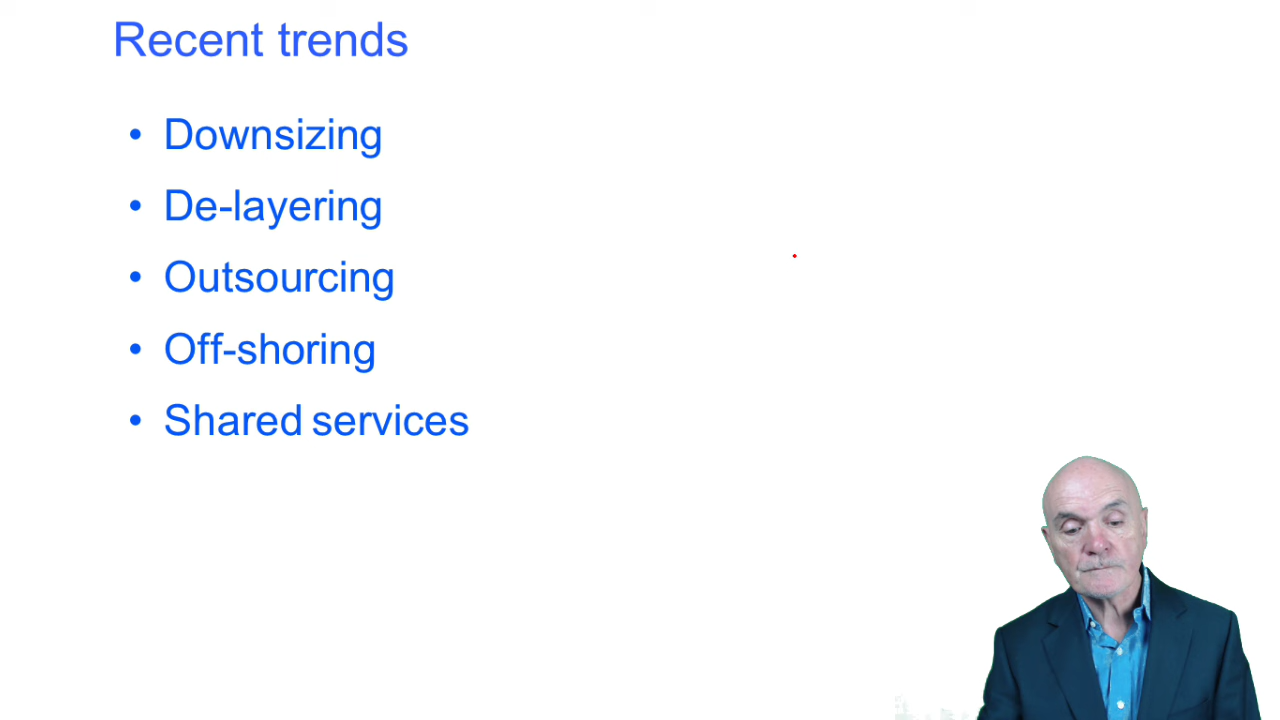 Recent trends
• Downsizing
• De-layering
• Outsourcing
• Off-shoring
• Shared services